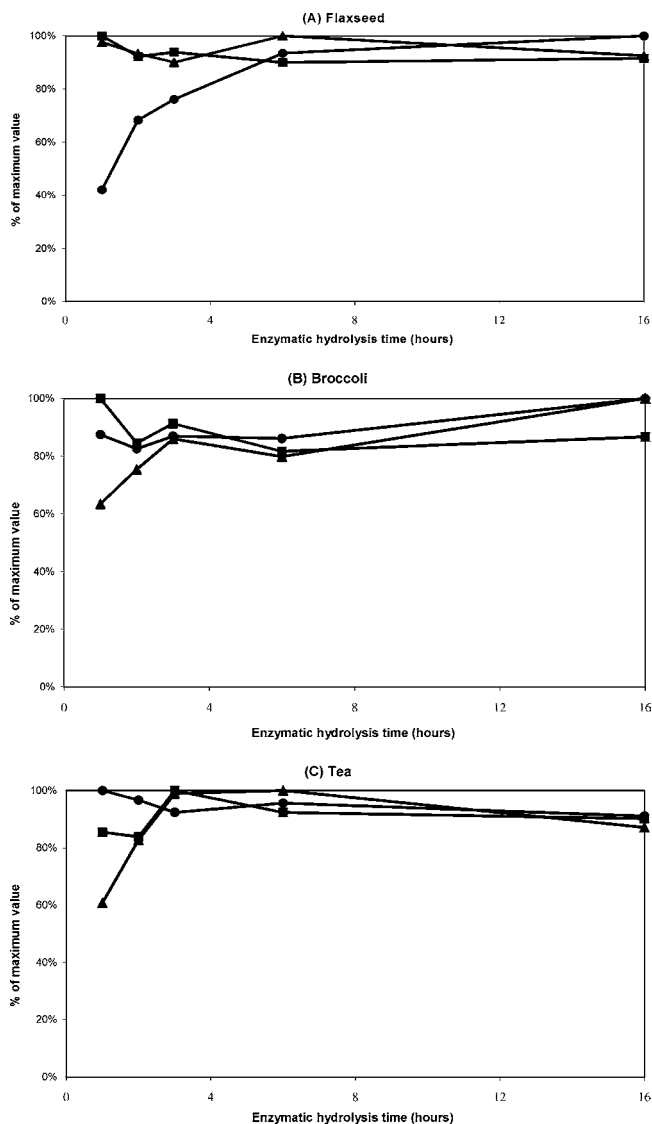 (A) Flaxseed
100%
80%
60%
40%
20%
0%
% of maximum value
0 4 8 12 16
Enzymatic hydrolysis time (hours)
(B) Broccoli
100%
80%
60%
40%
20%
0%
% of maximum value
0 4 8 12 16
Enzymatic hydrolysis time (hours)
(C) Tea
100%
80%
60%
40%
20%
0%
% of maximum value
0 4 8 12 16
Enzymatic hydrolysis time (hours)